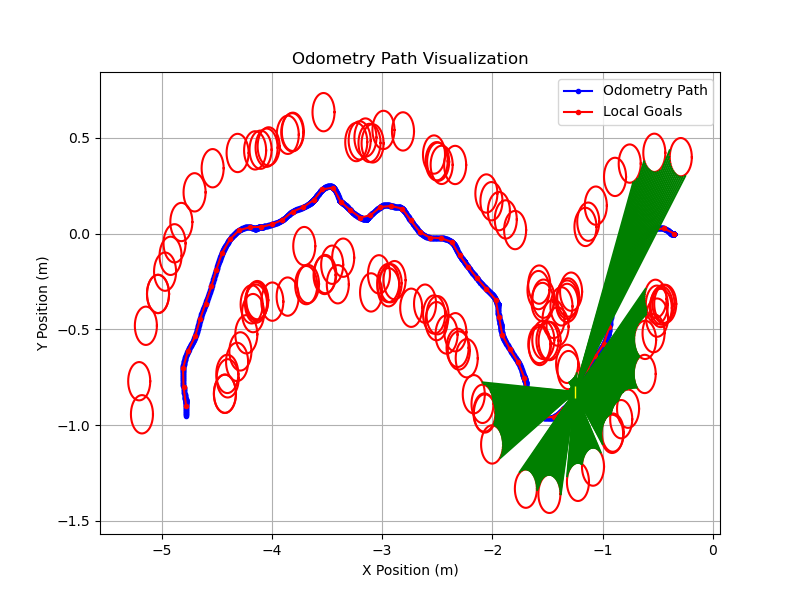 Odometry Path Visualization
Odometry Path
Local Goals
Y Position (m)
0.5
0.0
−0.5
−1.0
−1.5
−5
−4
−3
−2
−1
0
X Position (m)